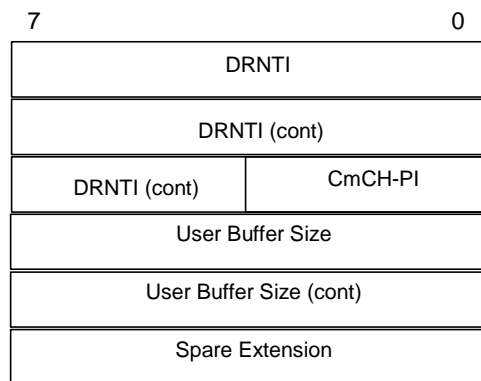 7 0
DRNTI
DRNTI (cont)
DRNTI (cont) CmCH-PI
User Buffer Size
User Buffer Size (cont)
Spare Extension